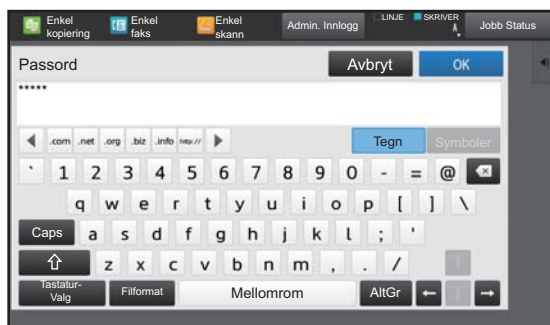 Enkel kopiering
Enkel faks
Enkel skann
Admin. Innlogg
LINJE
SKRIVER
Jobb Status
Passord
Avbryt
OK
*****
.com .net .org .biz .info http://
Tegn
Symboler
` 1 2 3 4 5 6 7 8 9 0 - = @
q w e r t y u i o p [ ] \
Caps a s d f g h j k l ; '
z x c v b n m , . /
Tastatur-
Valg
Filformat
Mellomrom
AltGr